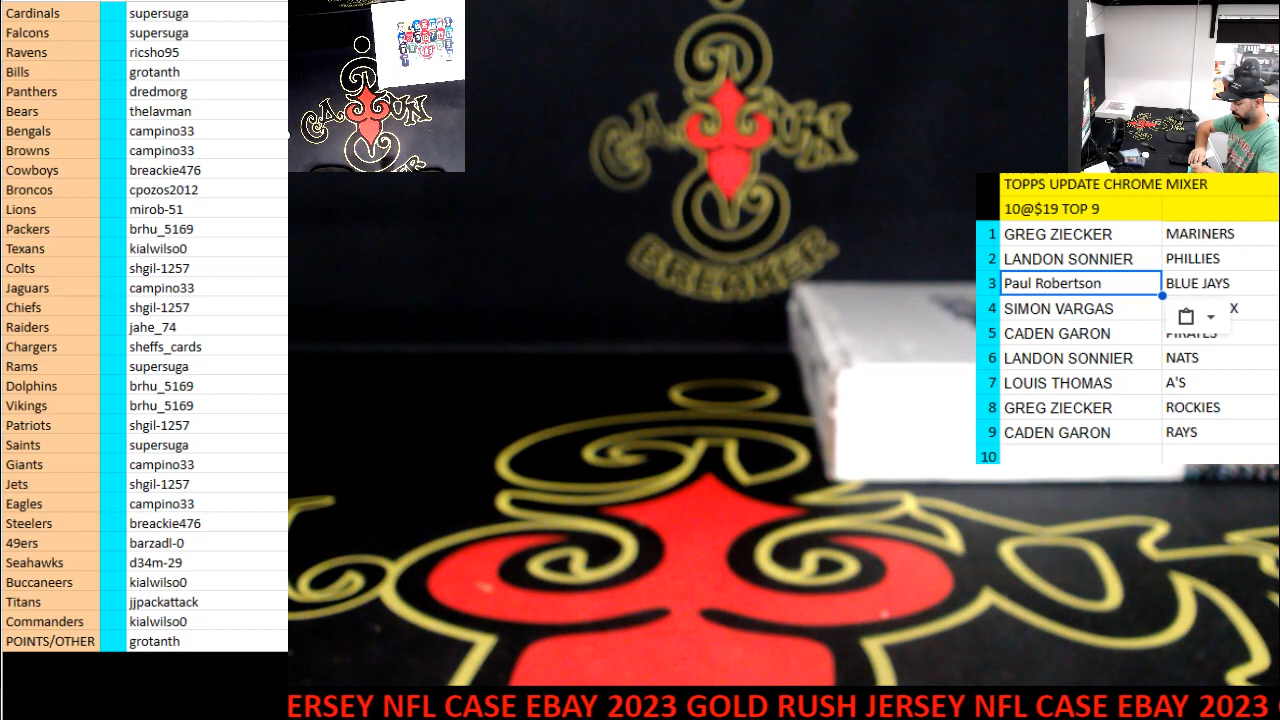 Cardinals supersuga
Falcons supersuga
Ravens ricsho95
Bills grotanth
Panthers dredmorg
Bears thelavman
Bengals campino33
Browns campino33
Cowboys breackie476
Broncos cpozos2012
Lions mirob-51
Packers brhu_5169
Texans kialwilso0
Colts shgil-1257
Jaguars campino33
Chiefs shgil-1257
Raiders jahe_74
Chargers sheffs_cards
Rams supersuga
Dolphins brhu_5169
Vikings brhu_5169
Patriots shgil-1257
Saints supersuga
Giants campino33
Jets shgil-1257
Eagles campino33
Steelers breackie476
49ers barzadl-0
Seahawks d34m-29
Buccaneers kialwilso0
Titans jjpackattack
Commanders kialwilso0
POINTS/OTHER grotanth
BREAKER
TOPPS UPDATE CHROME MIXER
10@$19 TOP 9
1 GREG ZIECKER MARINERS
2 LANDON SONNIER PHILLIES
3 Paul Robertson BLUE JAYS
4 SIMON VARGAS X
5 CADEN GARON PIRATES
6 LANDON SONNIER NATS
7 LOUIS THOMAS A'S
8 GREG ZIECKER ROCKIES
9 CADEN GARON RAYS
10
ERSEY NFL CASE EBAY 2023 GOLD RUSH JERSEY NFL CASE EBAY 2023